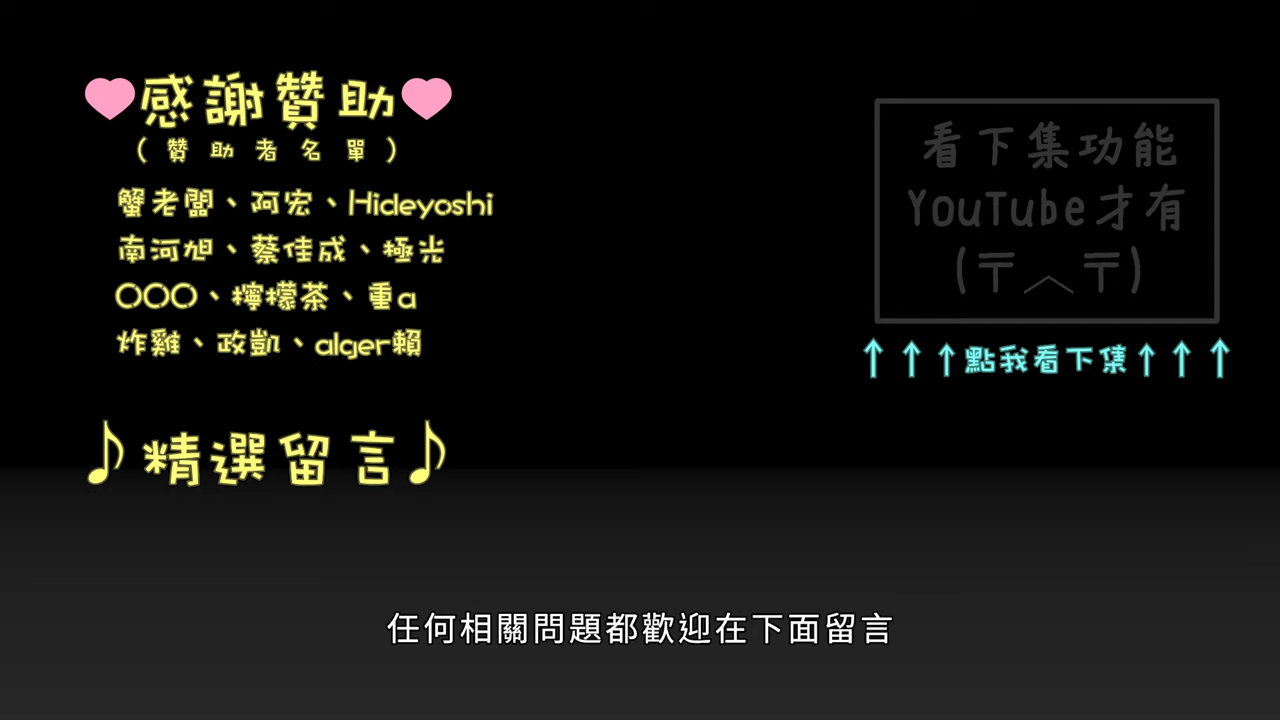 感謝贊助
(贊助者名單)
蟹老闆、阿宏、Hideyoshi
南河旭、蔡佳成、極光
OOO、檸檬茶、重a
炸雞、政凱、alger賴
♪精選留言♪
看下集功能
YouTube才有
(〒︿〒)
↑↑↑點我看下集↑↑↑
任何相關問題都歡迎在下面留言